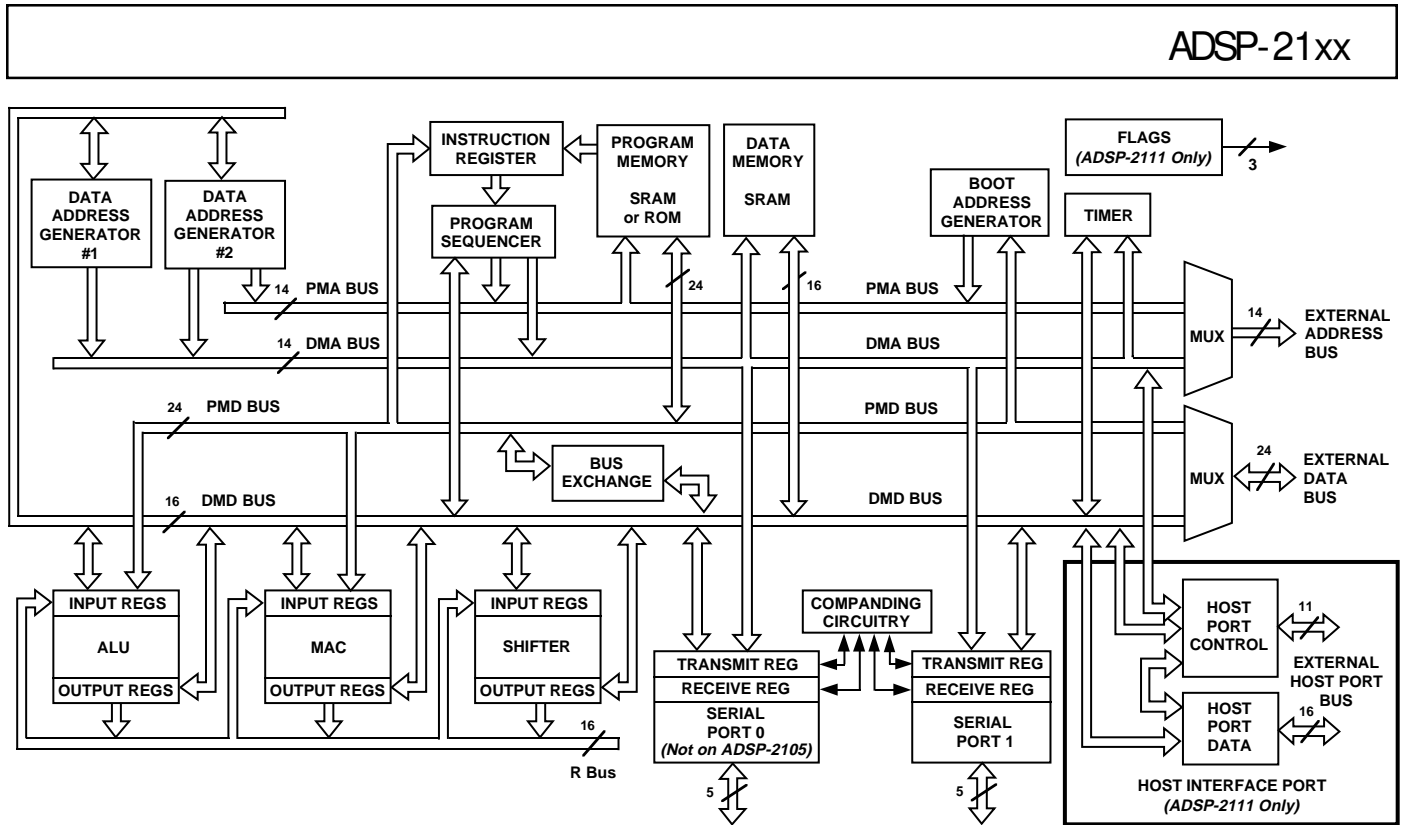 ADSP-21xx
INSTRUCTION
REGISTER
PROGRAM
MEMORY
SRAM
or ROM
DATA
MEMORY
SRAM
FLAGS
(ADSP-2111 Only)
3
DATA
ADDRESS
GENERATOR
#1
DATA
ADDRESS
GENERATOR
#2
PROGRAM
SEQUENCER
BOOT
ADDRESS
GENERATOR
TIMER
24
16
14
PMA BUS
PMA BUS
14
DMA BUS
DMA BUS
MUX
14
EXTERNAL
ADDRESS
BUS
24
PMD BUS
PMD BUS
BUS
EXCHANGE
MUX
24
EXTERNAL
DATA
BUS
16
DMD BUS
DMD BUS
INPUT REGS
ALU
OUTPUT REGS
INPUT REGS
MAC
OUTPUT REGS
INPUT REGS
SHIFTER
OUTPUT REGS
16
R Bus
COMPANDING
CIRCUITRY
TRANSMIT REG
RECEIVE REG
SERIAL
PORT 0
(Not on ADSP-2105)
5
TRANSMIT REG
RECEIVE REG
SERIAL
PORT 1
5
HOST
PORT
CONTROL
11
EXTERNAL
HOST PORT
BUS
HOST
PORT
DATA
16
HOST INTERFACE PORT
(ADSP-2111 Only)